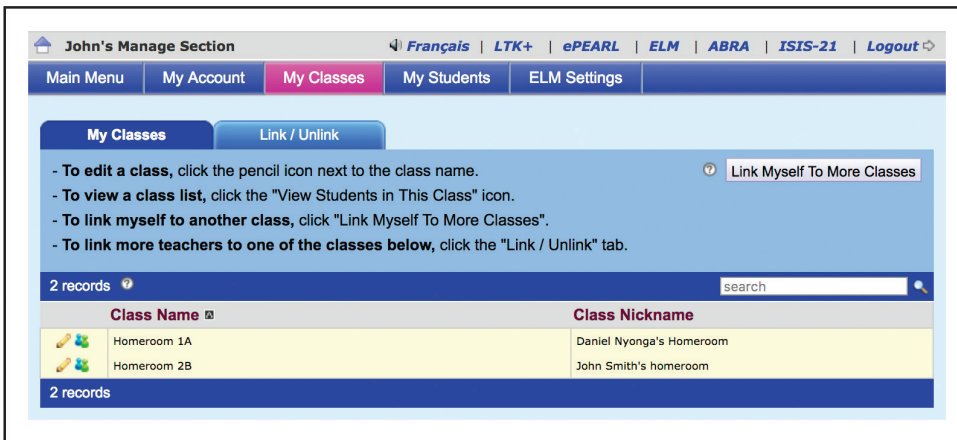 John's Manage Section Français | LTK+ | ePEARL | ELM | ABRA | ISIS-21 | Logout
Main Menu My Account My Classes My Students ELM Settings
My Classes Link / Unlink
- To edit a class, click the pencil icon next to the class name.
? Link Myself To More Classes
- To view a class list, click the "View Students in This Class" icon.
- To link myself to another class, click "Link Myself To More Classes".
- To link more teachers to one of the classes below, click the "Link / Unlink" tab.
2 records ? search
Class Name Class Nickname
Homeroom 1A Daniel Nyonga's Homeroom
Homeroom 2B John Smith's homeroom
2 records